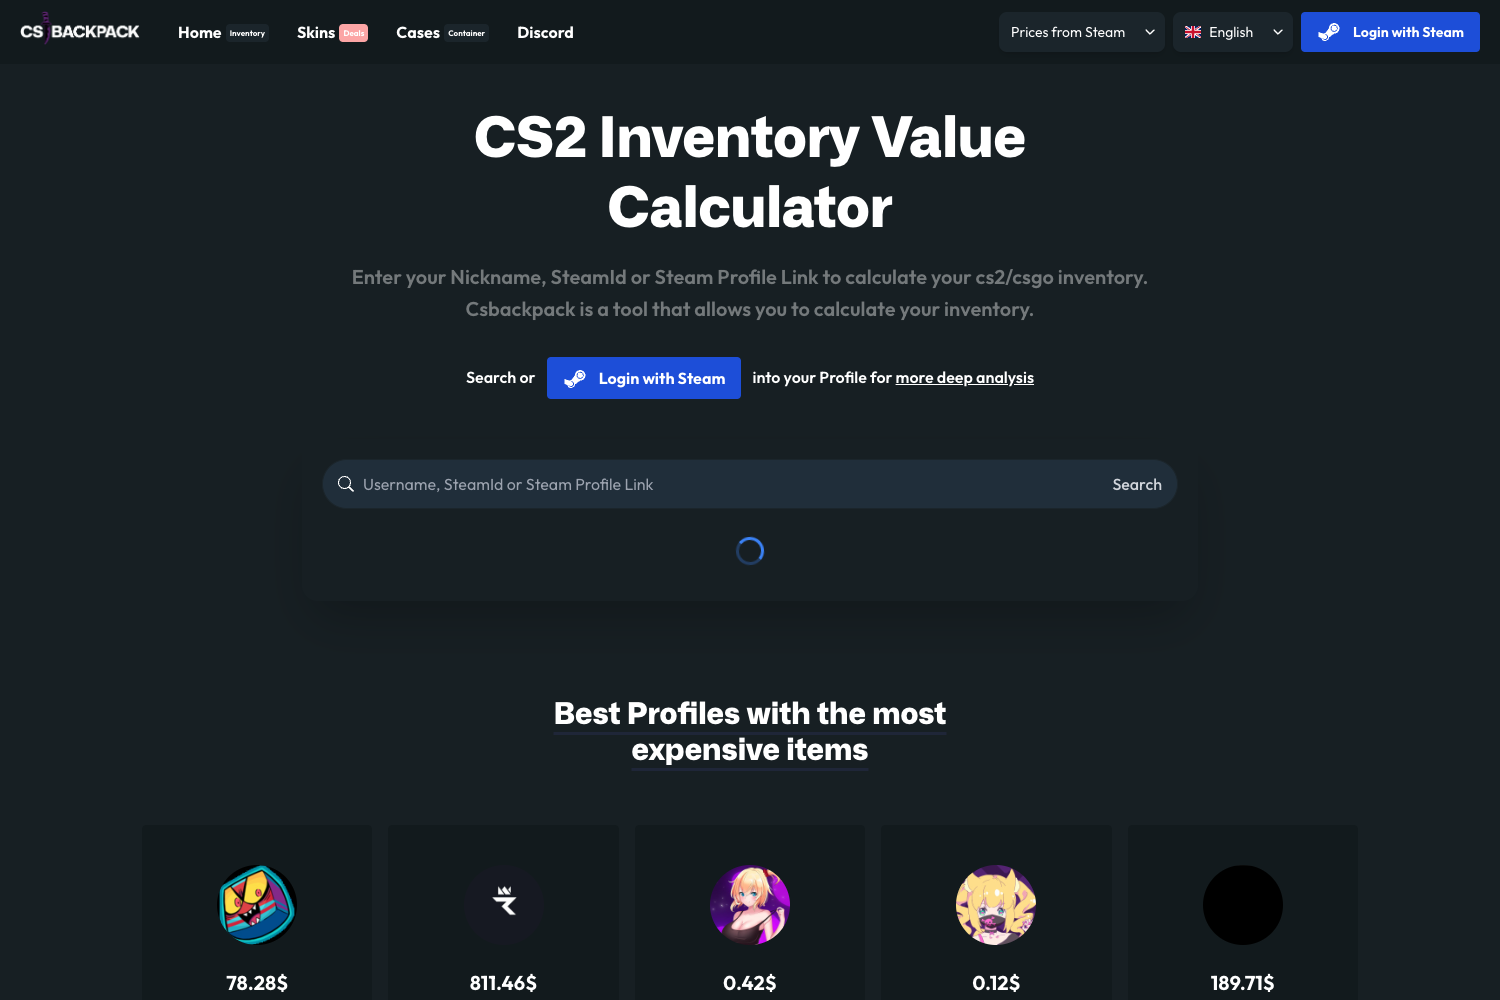 CS BACKPACK
Home Inventory Skins Deals Cases Container Discord
Prices from Steam English Login with Steam
CS2 Inventory Value
Calculator
Enter your Nickname, SteamId or Steam Profile Link to calculate your cs2/csgo inventory.
Csbackpack is a tool that allows you to calculate your inventory.
Search or Login with Steam into your Profile for more deep analysis
Username, SteamId or Steam Profile Link Search
Best Profiles with the most
expensive items
78.28$ 811.46$ 0.42$ 0.12$ 189.71$